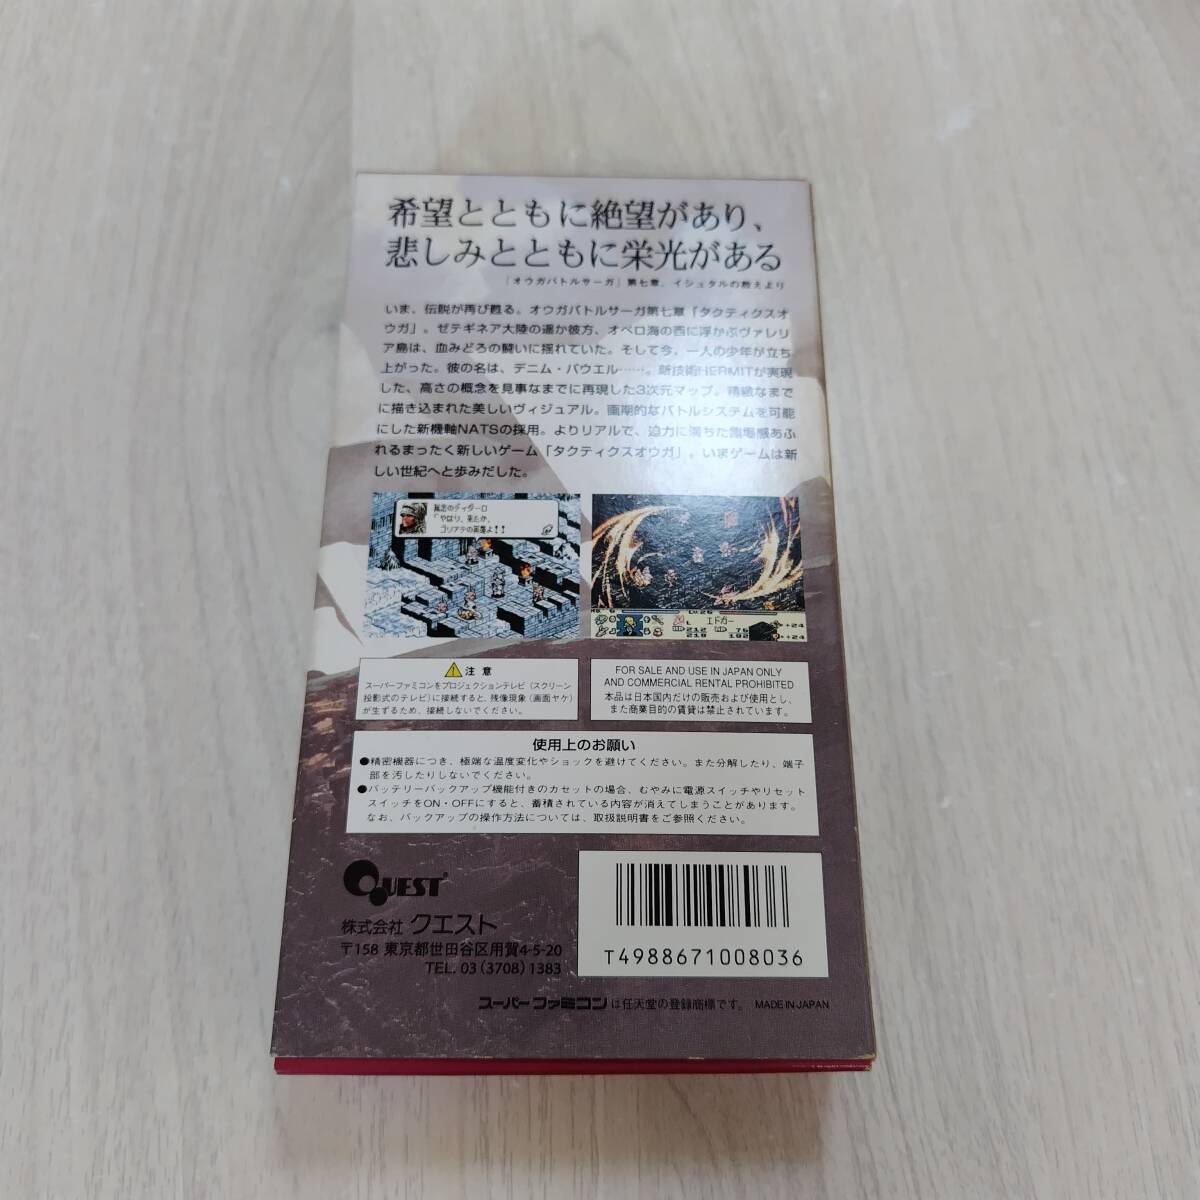 希望とともに絶望があり、
悲しみとともに栄光がある
「オウガバトルサーガ」第七章、イシュタルの教えより
いま、伝説が再び甦る。オウガバトルサーガ第七章「タクティクスオ
ウガ」。ゼテギネア大陸の遥か彼方、オベロ海の西に浮かぶヴァレリ
ア島は、血みどろの闘いに揺れていた。そして今、一人の少年が立ち
上がった。彼の名は、デニム・パウエル……。新技術HERMITが実現
した、高さの概念を見事なまでに再現した3次元マップ。精緻なまで
に描き込まれた美しいヴィジュアル。画期的なバトルシステムを可能
にした新機軸NATSの採用。よりリアルで、迫力に満ちた臨場感あふ
れるまったく新しいゲーム「タクティクスオウガ」。いまゲームは新
しい世紀へと歩みだした。
「やはり、来たか、
ゴリアテの英雄よ！！
Lv.26
L エドガー
HP 212 MP 76
218 182
+24
+24
注意
スーパーファミコンをプロジェクションテレビ（スクリーン
投影式のテレビ）に接続すると、残像現象（画面ヤケ）
が生ずるため、接続しないでください。
FOR SALE AND USE IN JAPAN ONLY
AND COMMERCIAL RENTAL PROHIBITED
本品は日本国内だけの販売および使用とし、
また商業目的の賃貸は禁止されています。
使用上のお願い
●精密機器につき、極端な温度変化やショックを避けてください。また分解したり、端子
部を汚したりしないでください。
●バッテリーバックアップ機能付きのカセットの場合、むやみに電源スイッチやリセット
スイッチをON・OFFにすると、蓄積されている内容が消えてしまうことがあります。
なお、バックアップの操作方法については、取扱説明書をご参照ください。
QUEST
株式会社 クエスト
〒158 東京都世田谷区用賀4-5-20
TEL. 03 (3708) 1383
T4988671008036
スーパーファミコンは任天堂の登録商標です。 MADE IN JAPAN